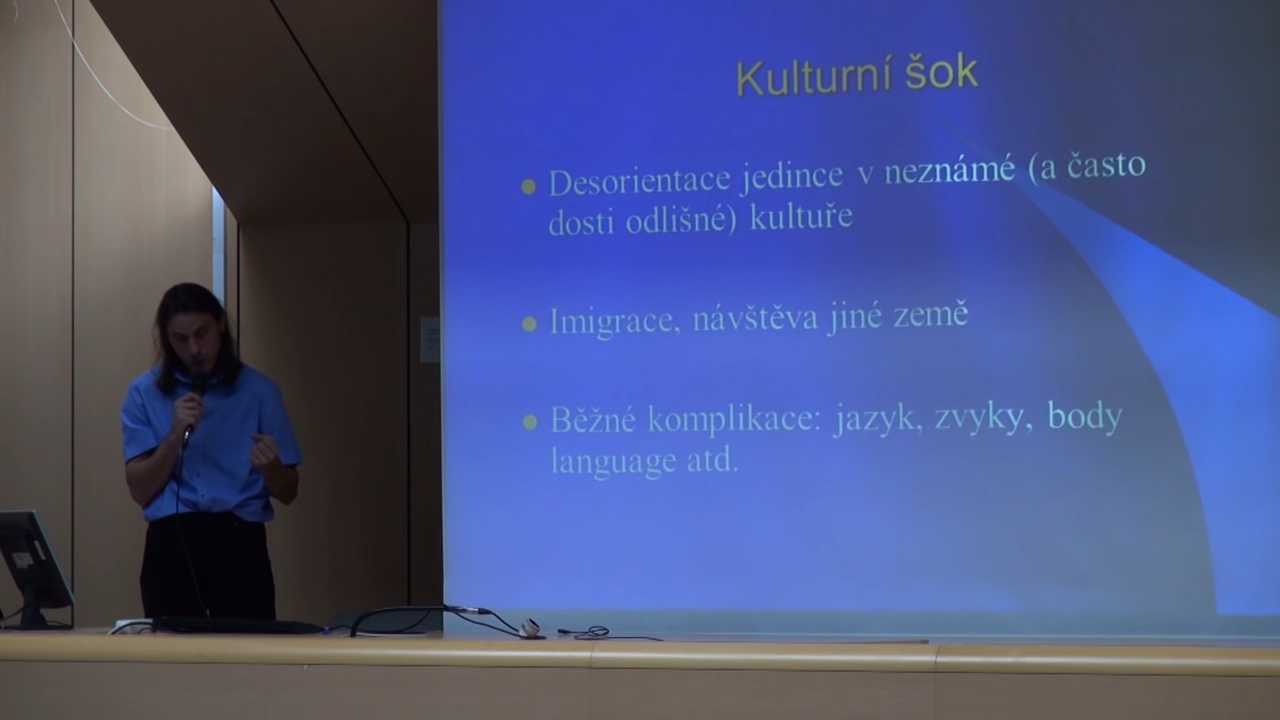 Kulturní šok
Desorientace jedince v neznámé (a často
dosti odlišné) kultuře
Imigrace, návštěva jiné země
Běžné komplikace: jazyk, zvyky, body
language atd.